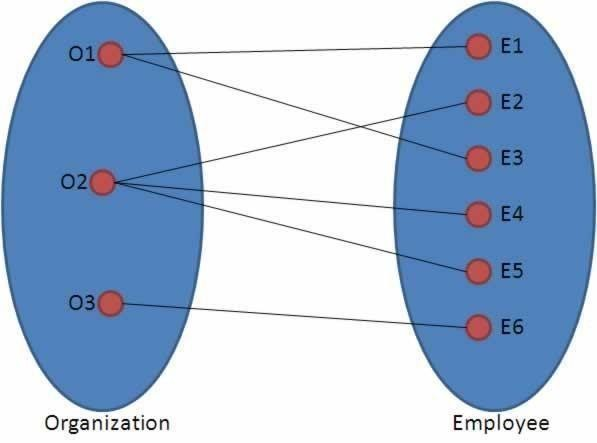 O1
O2
O3
E1
E2
E3
E4
E5
E6
Organization
Employee